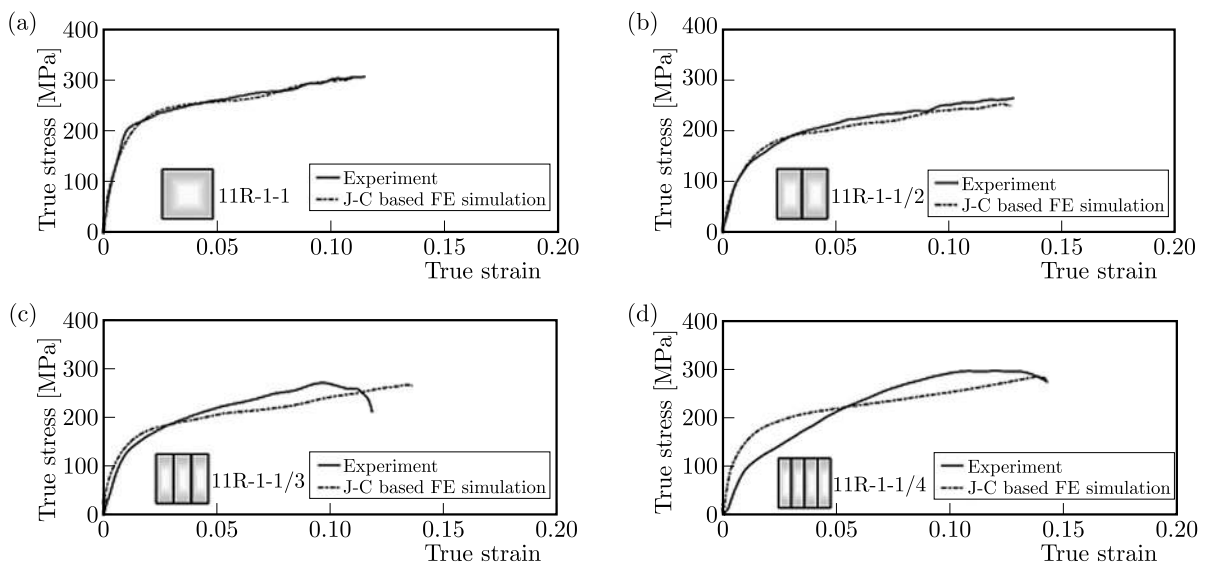 (a)
True stress [MPa]
400
300
200
100
0
0
0.05
0.10
0.15
0.20
True strain
11R-1-1
Experiment
J-C based FE simulation
(b)
True stress [MPa]
400
300
200
100
0
0
0.05
0.10
0.15
0.20
True strain
11R-1-1/2
Experiment
J-C based FE simulation
(c)
True stress [MPa]
400
300
200
100
0
0
0.05
0.10
0.15
0.20
True strain
11R-1-1/3
Experiment
J-C based FE simulation
(d)
True stress [MPa]
400
300
200
100
0
0
0.05
0.10
0.15
0.20
True strain
11R-1-1/4
Experiment
J-C based FE simulation